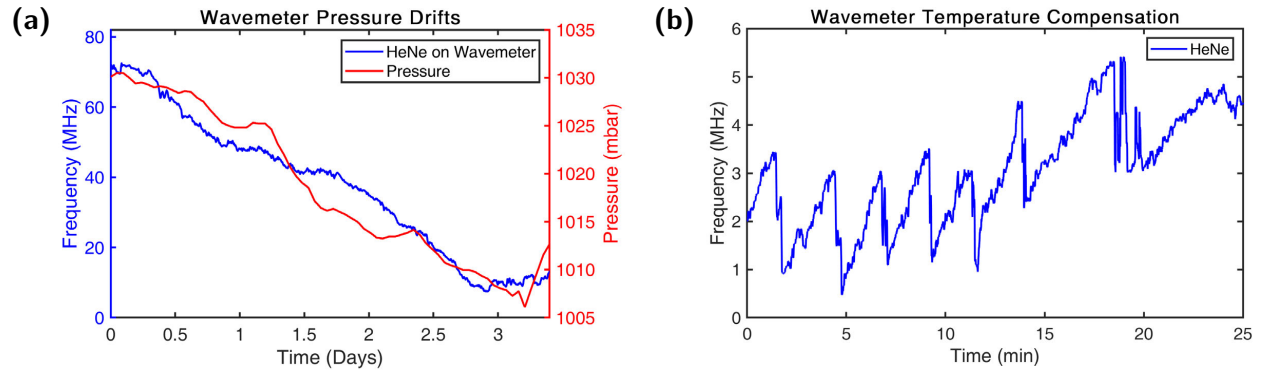 (a)
Wavemeter Pressure Drifts
HeNe on Wavemeter
Pressure
80
60
40
20
0
Frequency (MHz)
1035
1030
1025
1020
1015
1010
1005
Pressure (mbar)
0 0.5 1 1.5 2 2.5 3
Time (Days)
(b)
Wavemeter Temperature Compensation
HeNe
6
5
4
3
2
1
0
Frequency (MHz)
0 5 10 15 20 25
Time (min)